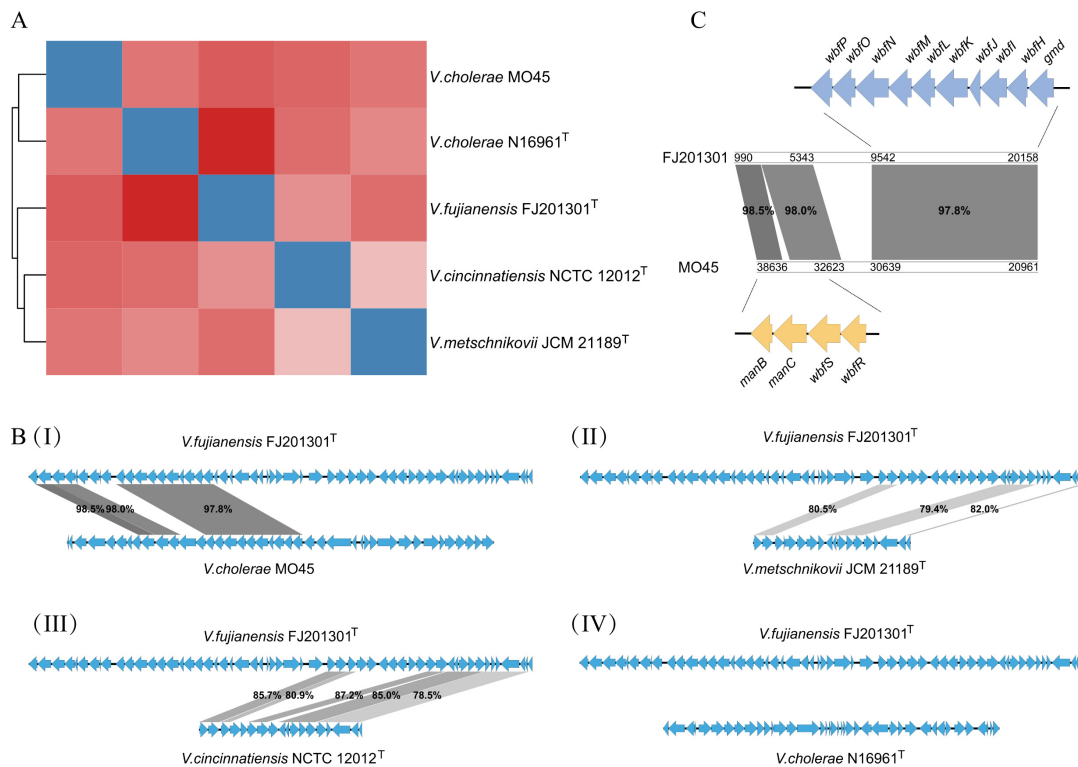 A
V.cholerae MO45
V.cholerae N16961T
V.fujianensis FJ201301T
V.cincinnatiensis NCTC 12012T
V.metschnikovii JCM 21189T
C
wbfP wbfO wbfN wbfM wbfL wbfK wbfJ wbfI wbfH gmd
FJ201301
990 5343 9542 20158
98.5% 98.0% 97.8%
MO45
38636 32623 30639 20961
manB manC wbfS wbfR
B (I)
V.fujianensis FJ201301T
98.5% 98.0% 97.8%
V.cholerae MO45
(II)
V.fujianensis FJ201301T
80.5% 79.4% 82.0%
V.metschnikovii JCM 21189T
(III)
V.fujianensis FJ201301T
85.7% 80.9% 87.2% 85.0% 78.5%
V.cincinnatiensis NCTC 12012T
(IV)
V.fujianensis FJ201301T
V.cholerae N16961T